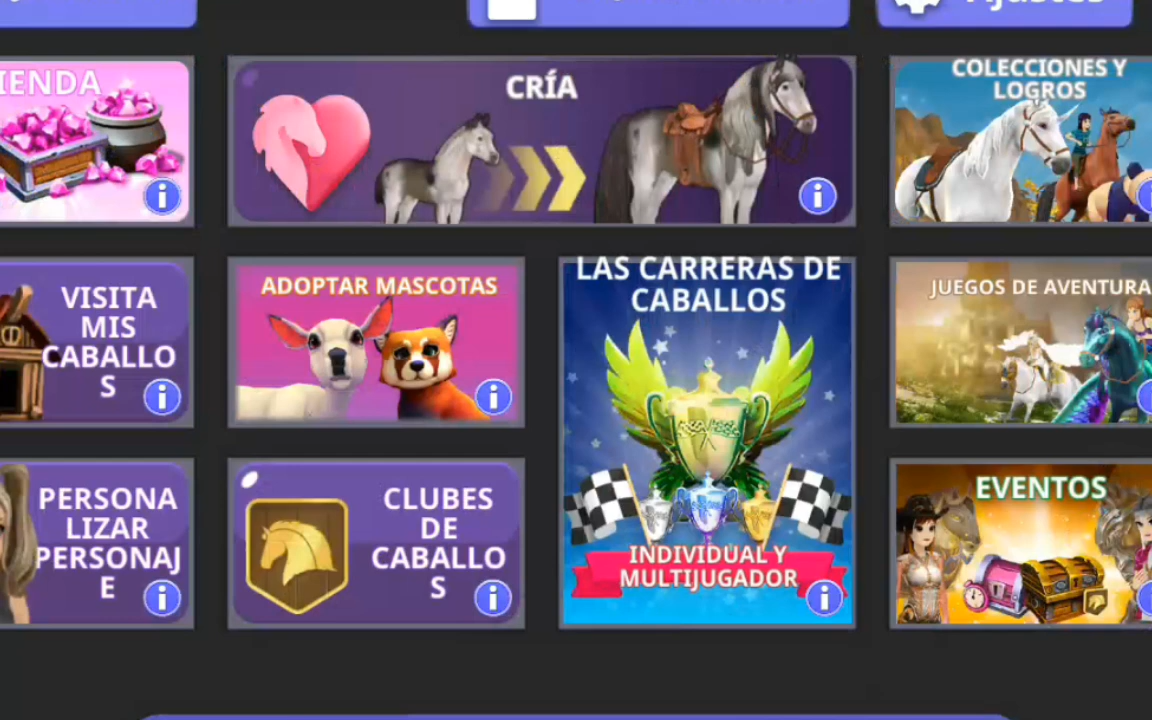 Ajustes
IENDA
CRÍA
COLECCIONES Y
LOGROS
VISITA
MIS
CABALLO
S
ADOPTAR MASCOTAS
LAS CARRERAS DE
CABALLOS
INDIVIDUAL Y
MULTIJUGADOR
JUEGOS DE AVENTURA
PERSONA
LIZAR
PERSONAJ
E
CLUBES
DE
CABALLO
S
EVENTOS